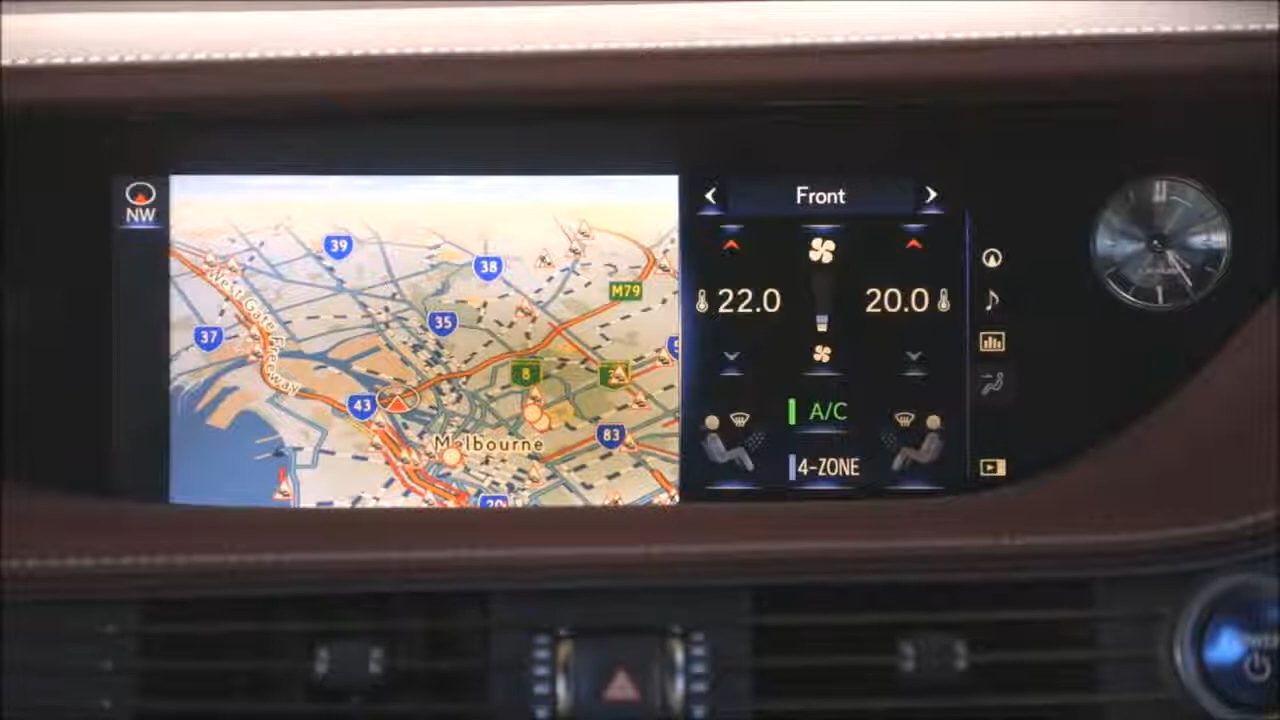 NW
Front
22.0
20.0
A/C
4-ZONE
39
38
M79
35
37
West Gate
Freeway
8
43
Melbourne
83
20